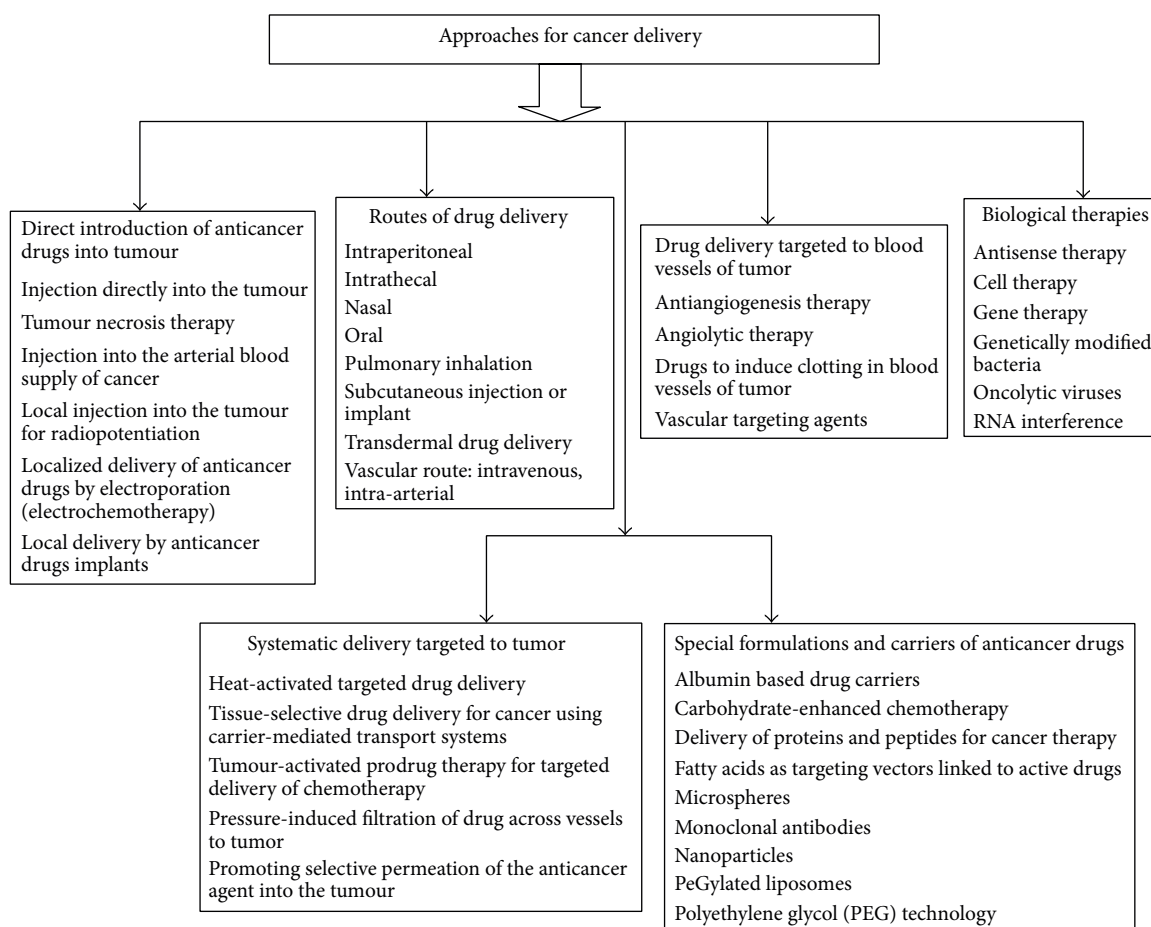 Approaches for cancer delivery
Direct introduction of anticancer
drugs into tumour
Injection directly into the tumour
Tumour necrosis therapy
Injection into the arterial blood
supply of cancer
Local injection into the tumour
for radiopotentiation
Localized delivery of anticancer
drugs by electroporation
(electrochemotherapy)
Local delivery by anticancer
drugs implants
Routes of drug delivery
Intraperitoneal
Intrathecal
Nasal
Oral
Pulmonary inhalation
Subcutaneous injection or
implant
Transdermal drug delivery
Vascular route: intravenous,
intra-arterial
Drug delivery targeted to blood
vessels of tumor
Antiangiogenesis therapy
Angiolytic therapy
Drugs to induce clotting in blood
vessels of tumor
Vascular targeting agents
Biological therapies
Antisense therapy
Cell therapy
Gene therapy
Genetically modified
bacteria
Oncolytic viruses
RNA interference
Systematic delivery targeted to tumor
Heat-activated targeted drug delivery
Tissue-selective drug delivery for cancer using
carrier-mediated transport systems
Tumour-activated prodrug therapy for targeted
delivery of chemotherapy
Pressure-induced filtration of drug across vessels
to tumor
Promoting selective permeation of the anticancer
agent into the tumour
Special formulations and carriers of anticancer drugs
Albumin based drug carriers
Carbohydrate-enhanced chemotherapy
Delivery of proteins and peptides for cancer therapy
Fatty acids as targeting vectors linked to active drugs
Microspheres
Monoclonal antibodies
Nanoparticles
PeGylated liposomes
Polyethylene glycol (PEG) technology